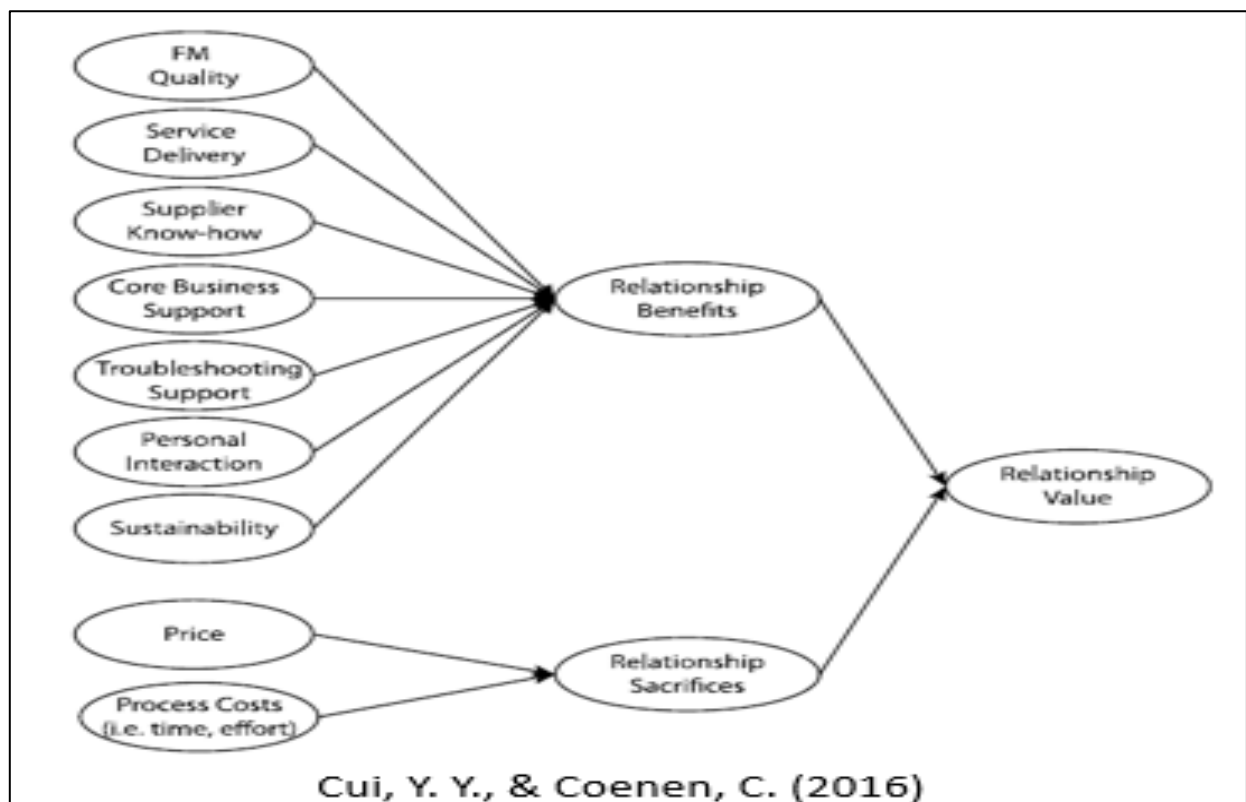 FM
Quality
Service
Delivery
Supplier
Know-how
Core Business
Support
Troubleshooting
Support
Personal
Interaction
Sustainability
Price
Process Costs
(i.e. time, effort)
Relationship
Benefits
Relationship
Sacrifices
Relationship
Value
Cui, Y. Y., & Coenen, C. (2016)